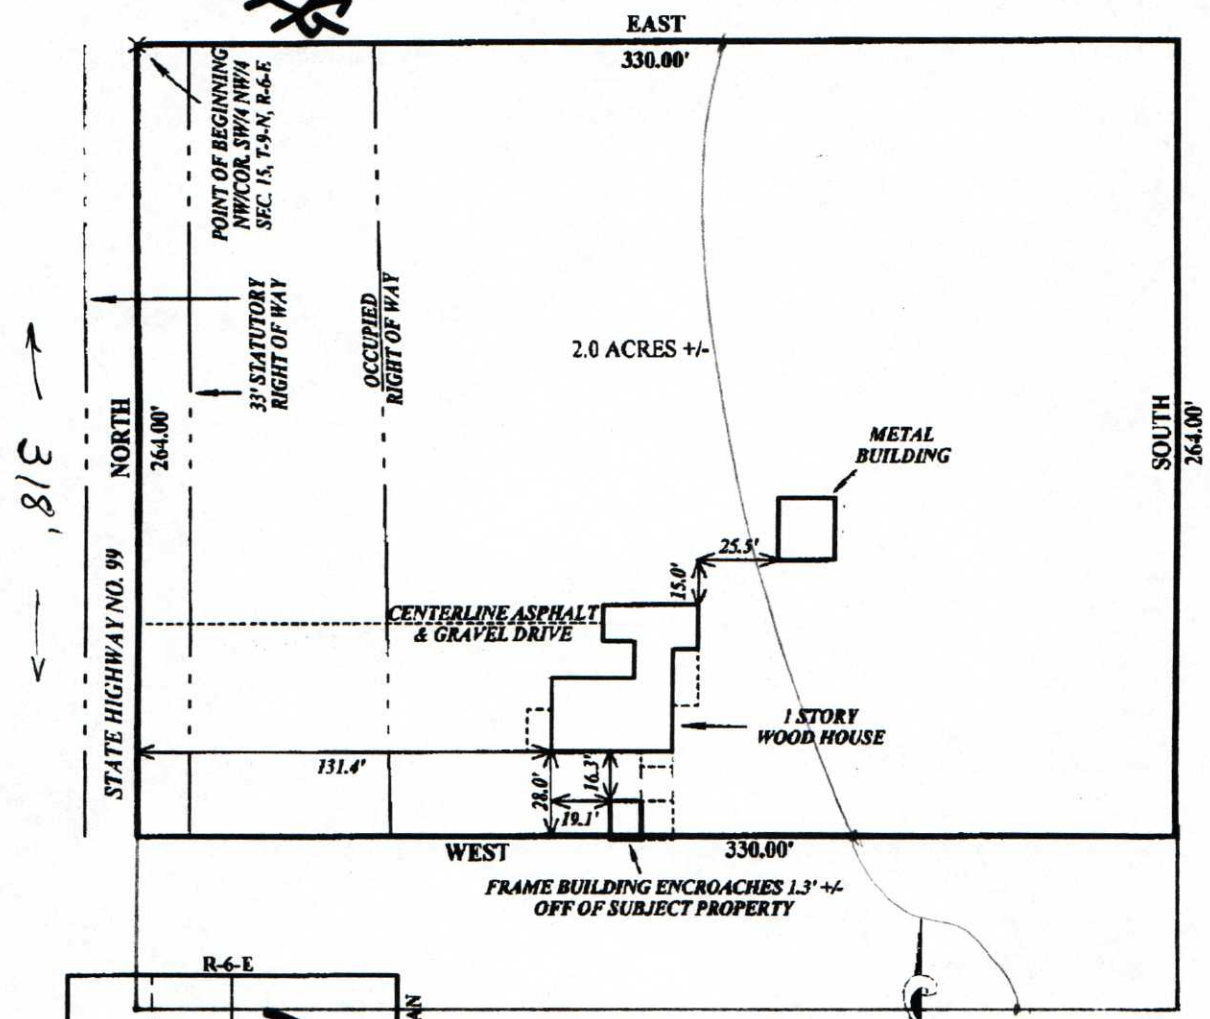 EAST
330.00'
POINT OF BEGINNING
NW/COR. SW/4 NW/4
SEC. 15, T-9-N, R-6-E
33' STATUTORY
RIGHT OF WAY
OCCUPIED
RIGHT OF WAY
2.0 ACRES +/-
NORTH
264.00'
SOUTH
264.00'
318'
STATE HIGHWAY NO. 99
METAL
BUILDING
25.5'
15.0'
CENTERLINE ASPHALT
& GRAVEL DRIVE
1 STORY
WOOD HOUSE
131.4'
28.0'
16.3'
19.1'
WEST
330.00'
FRAME BUILDING ENCROACHES 1.3' +/-
OFF OF SUBJECT PROPERTY
R-6-E